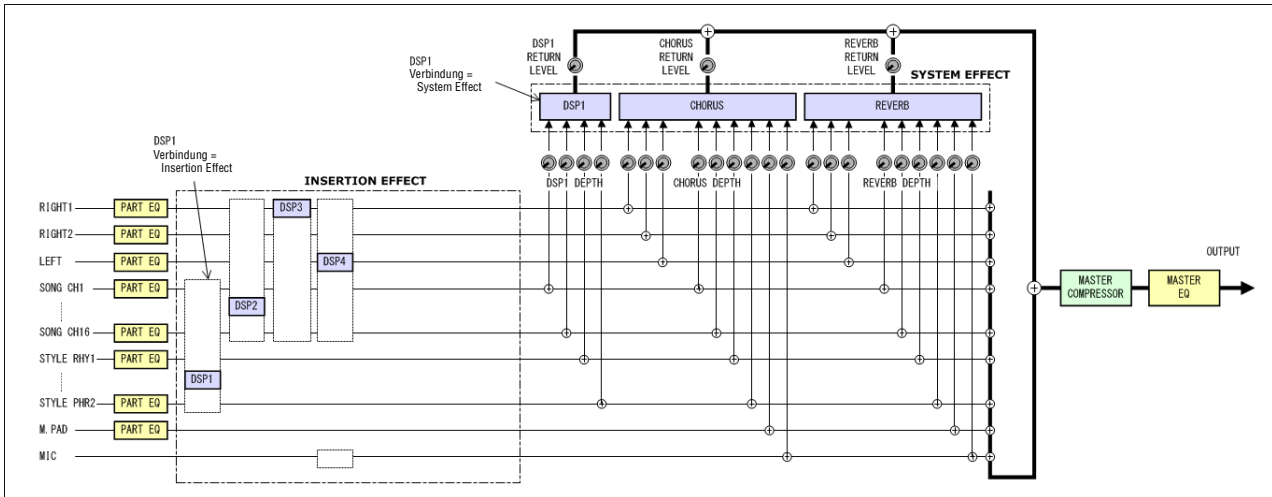 DSP1
RETURN
LEVEL
CHORUS
RETURN
LEVEL
REVERB
RETURN
LEVEL
DSP1
Verbindung =
System Effect
SYSTEM EFFECT
DSP1
CHORUS
REVERB
DSP1
Verbindung =
Insertion Effect
DSP1 DEPTH
CHORUS DEPTH
REVERB DEPTH
INSERTION EFFECT
RIGHT1
PART EQ
DSP3
RIGHT2
PART EQ
LEFT
PART EQ
DSP4
SONG CH1
PART EQ
DSP2
SONG CH16
PART EQ
STYLE RHY1
PART EQ
DSP1
STYLE PHR2
PART EQ
M.PAD
PART EQ
MIC
MASTER
COMPRESSOR
MASTER
EQ
OUTPUT